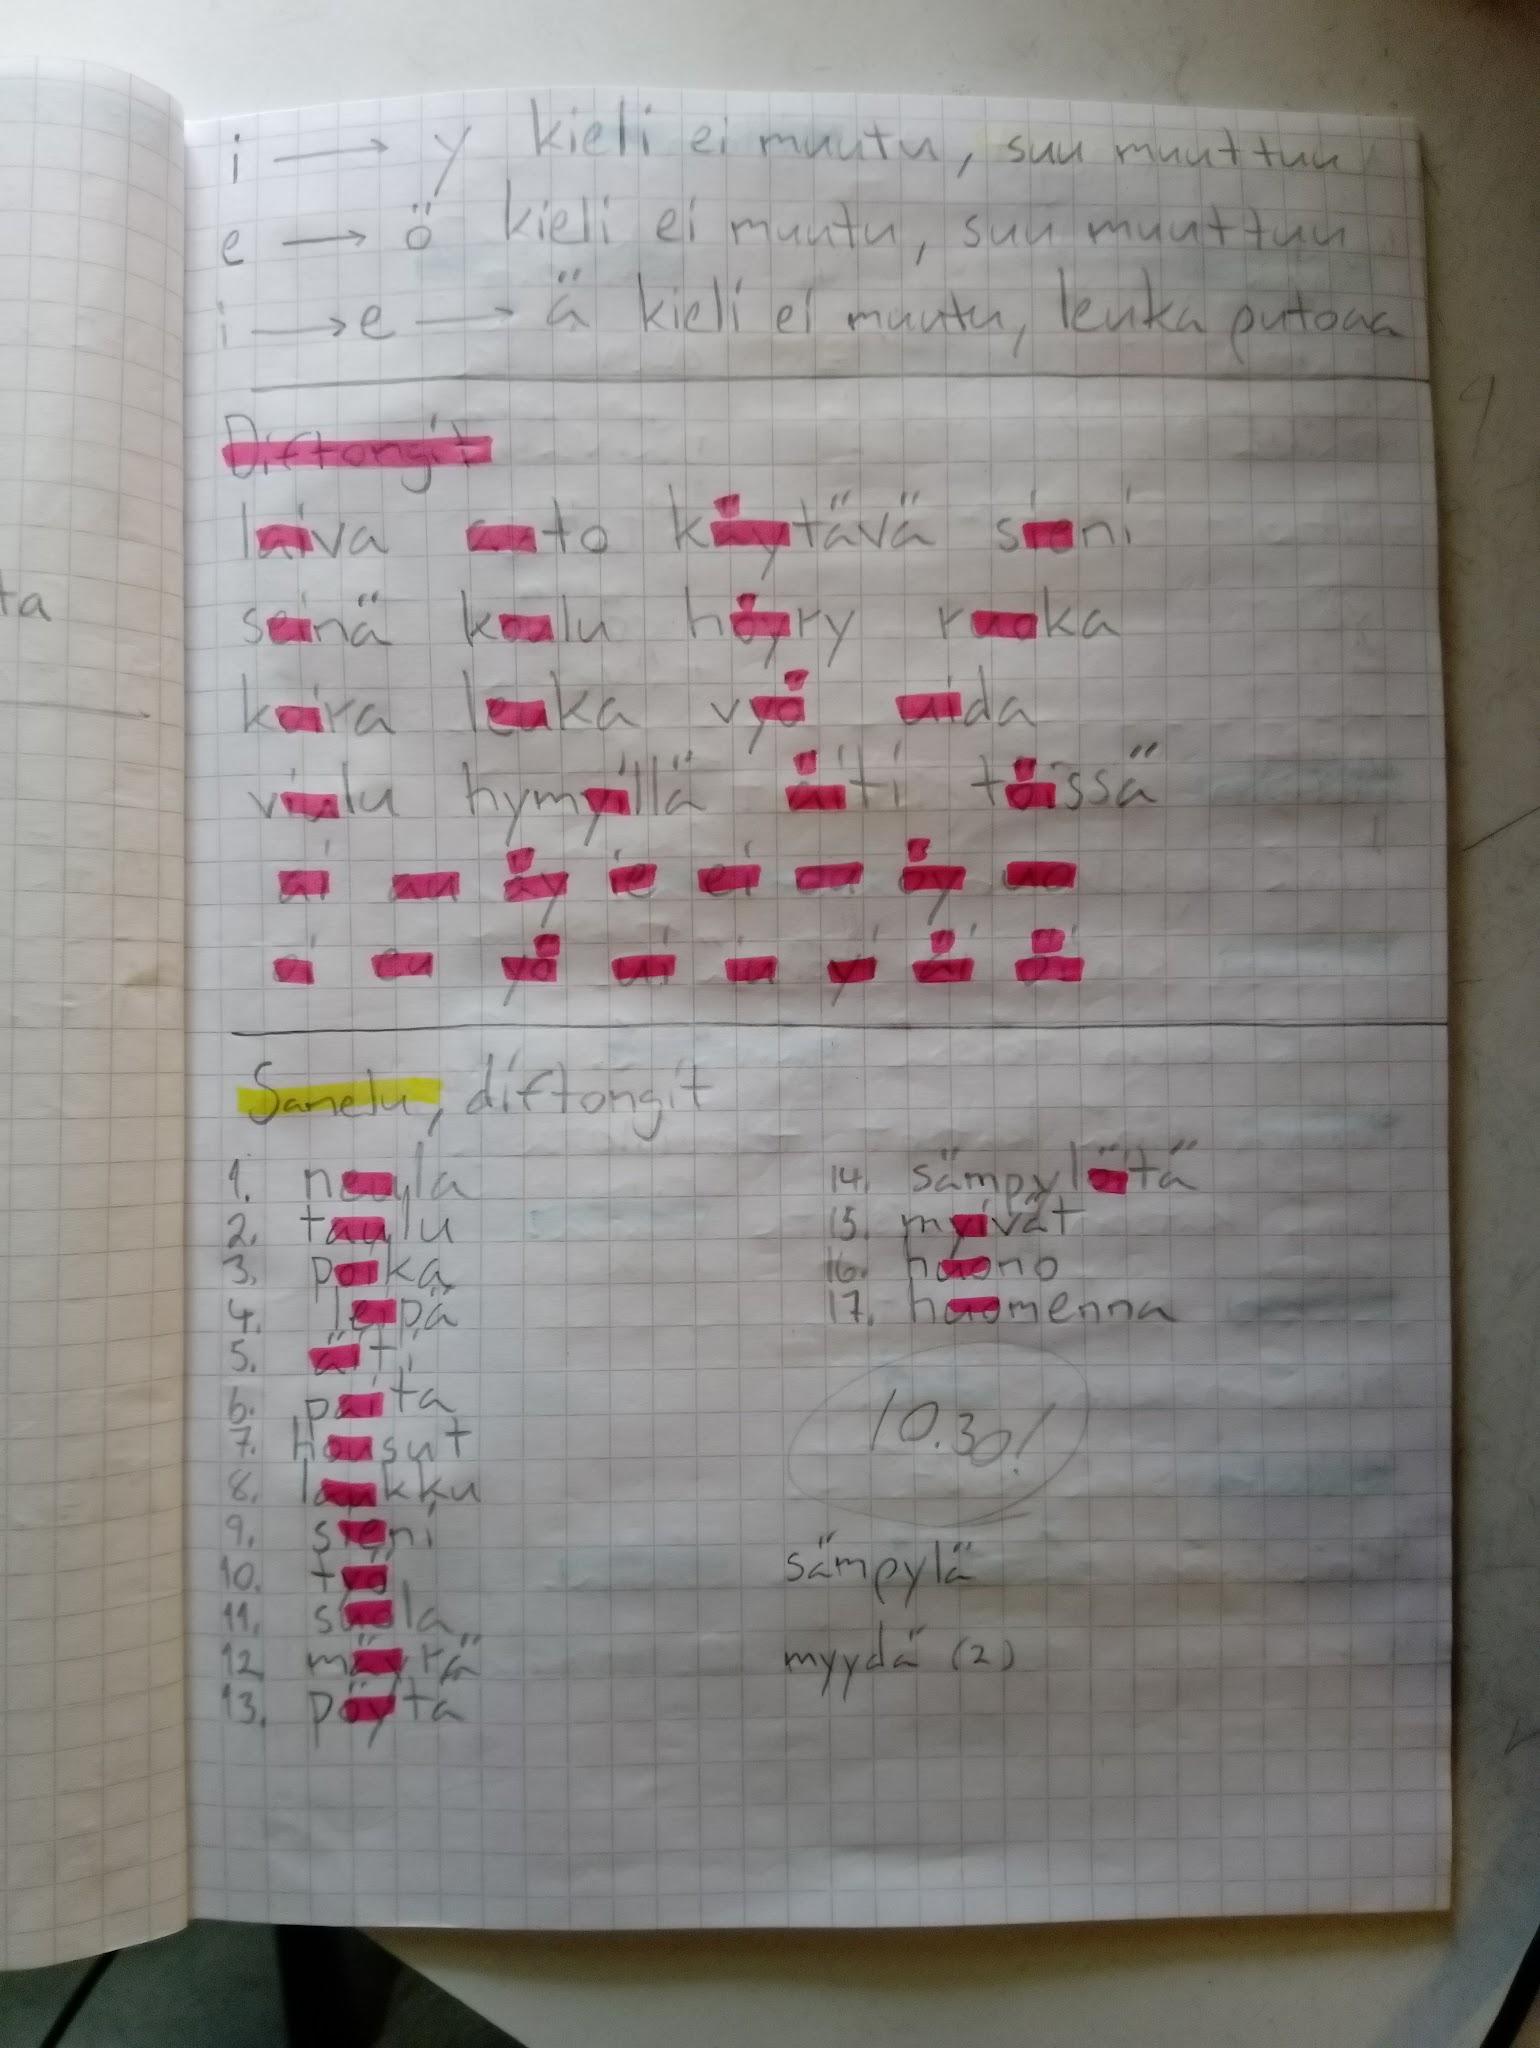 ta
i → y kieli ei muutu, suu muuttuu
e → ö kieli ei muutu, suu muuttuu
i → e → ä kieli ei muutu, leuka putoaa
Diftongit
laiva auto käytävä sieni
seinä koulu höyry ruoka
koira leuka vyö uida
viulu hymyillä äiti töissä
ai au äy ie ei ou öy uo
oi eu yö ui iu yi äi öi
Sanelu, diftongit
1. neula
2. taulu
3. poika
4. leipä
5. äiti
6. paita
7. housut
8. laukku
9. sieni
10. työ
11. suola
12. mäyrä
13. pöytä
14. sämpylöitä
15. myivät
16. huono
17. huomenna
10.30!
sämpylä
myydä (2)